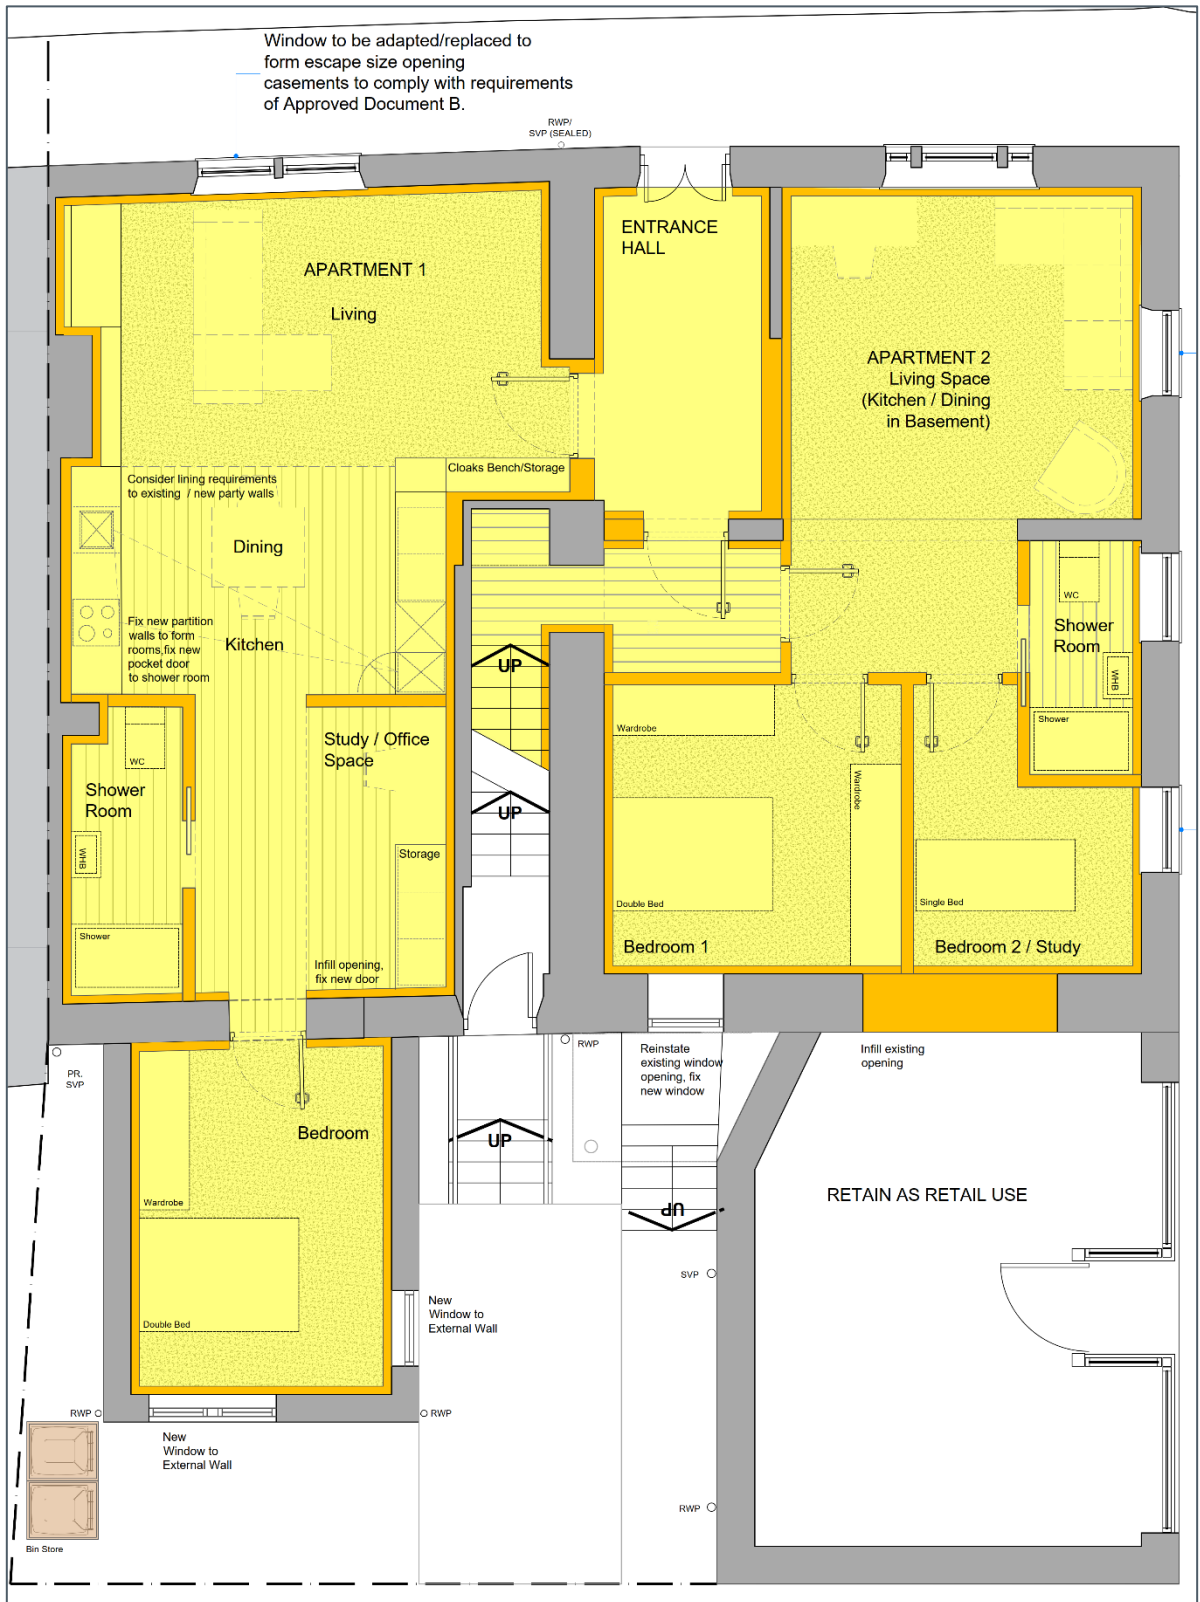 Window to be adapted/replaced to
form escape size opening
casements to comply with requirements
of Approved Document B.
RWP/
SVP (SEALED)
ENTRANCE
HALL
APARTMENT 1
Living
APARTMENT 2
Living Space
(Kitchen / Dining
in Basement)
Cloaks Bench/Storage
Consider lining requirements
to existing / new party walls
Dining
WC
Shower
Room
WHB
Shower
Fix new partition
walls to form
rooms,fix new
pocket door
to shower room
Kitchen
UP
Wardrobe
Study / Office
Space
WC
Shower
Room
WHB
UP
Wardrobe
Storage
Double Bed
Single Bed
Shower
Bedroom 1
Bedroom 2 / Study
Infill opening,
fix new door
PR.
SVP
RWP
Reinstate
existing window
opening, fix
new window
Infill existing
opening
Bedroom
UP
Wardrobe
UP
RETAIN AS RETAIL USE
SVP
New
Window to
External Wall
Double Bed
RWP
RWP
New
Window to
External Wall
RWP
Bin Store